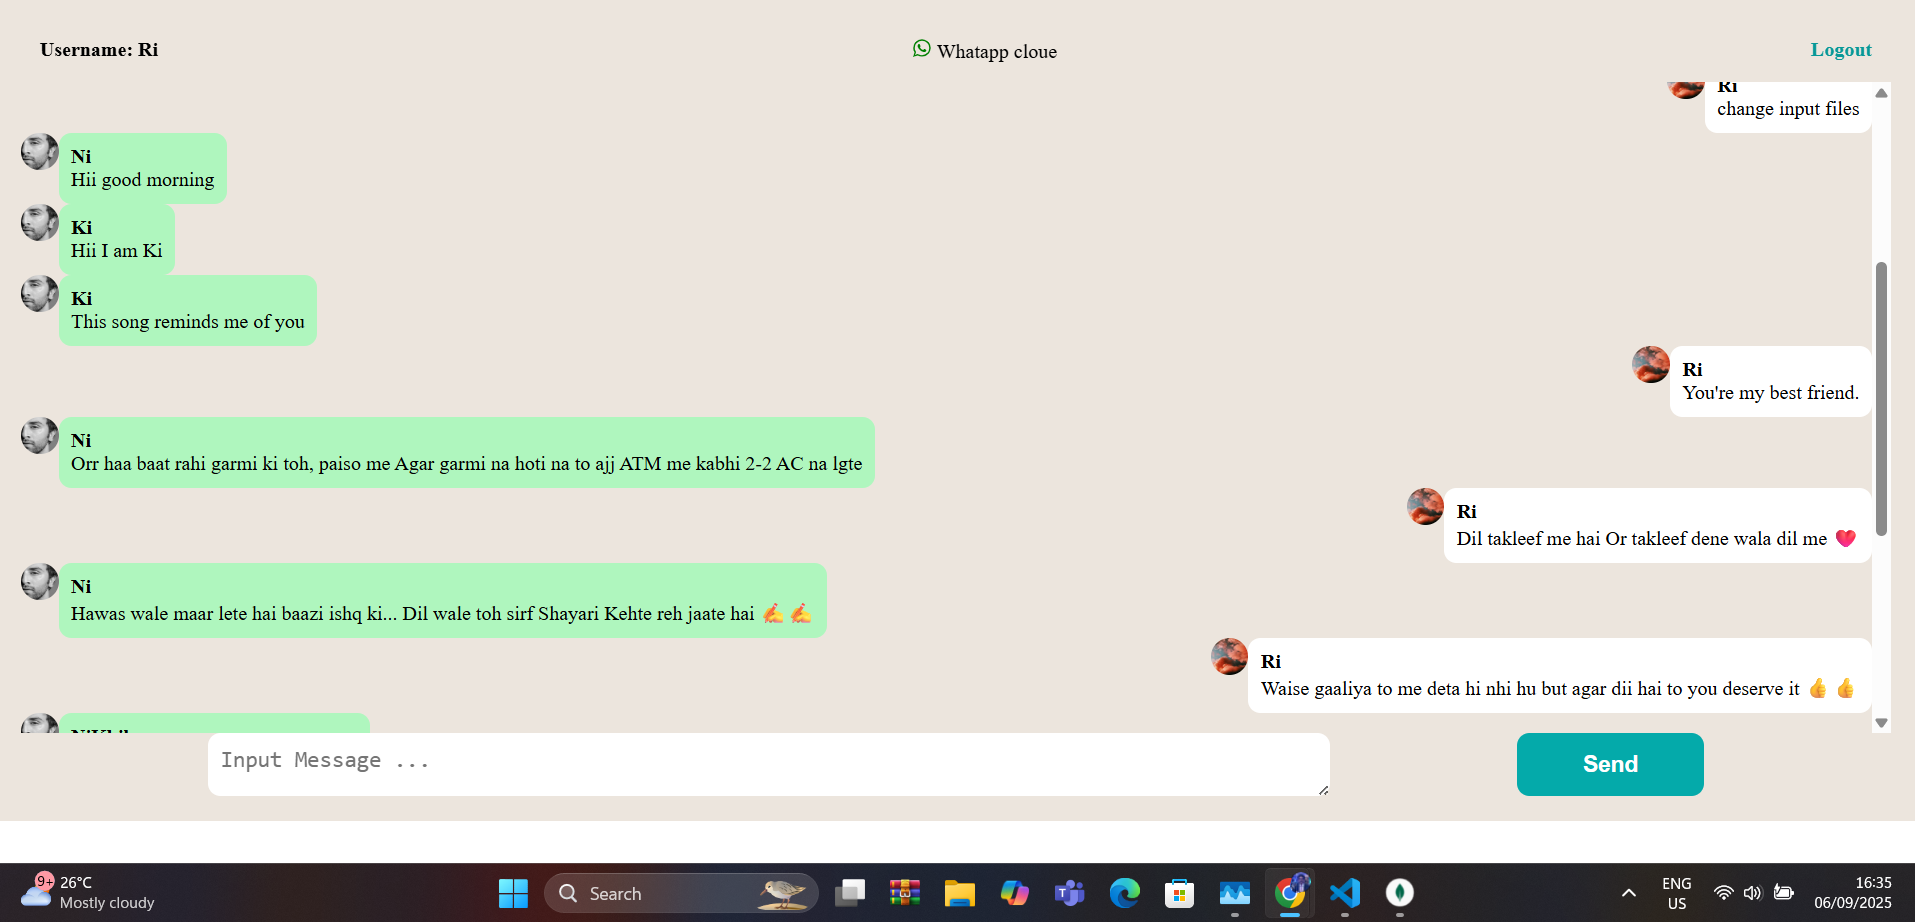 Username: Ri
Whatapp cloue
Logout
Ri
change input files
Ni
Hii good morning
Ki
Hii I am Ki
Ki
This song reminds me of you
Ri
You're my best friend.
Ni
Orr haa baat rahi garmi ki toh, paiso me Agar garmi na hoti na to ajj ATM me kabhi 2-2 AC na lgte
Ri
Dil takleef me hai Or takleef dene wala dil me ❤️
Ni
Hawas wale maar lete hai baazi ishq ki... Dil wale toh sirf Shayari Kehte reh jaate hai ✍️ ✍️
Ri
Waise gaaliya to me deta hi nhi hu but agar dii hai to you deserve it 👍 👍
Input Message ...
Send
9+
26°C
Mostly cloudy
Search
ENG
US
16:35
06/09/2025